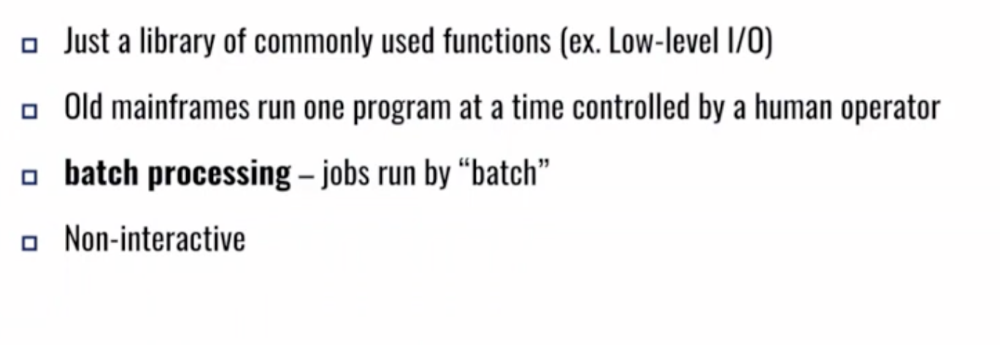 Just a library of commonly used functions (ex. Low-level I/O)
Old mainframes run one program at a time controlled by a human operator
batch processing – jobs run by “batch”
Non-interactive